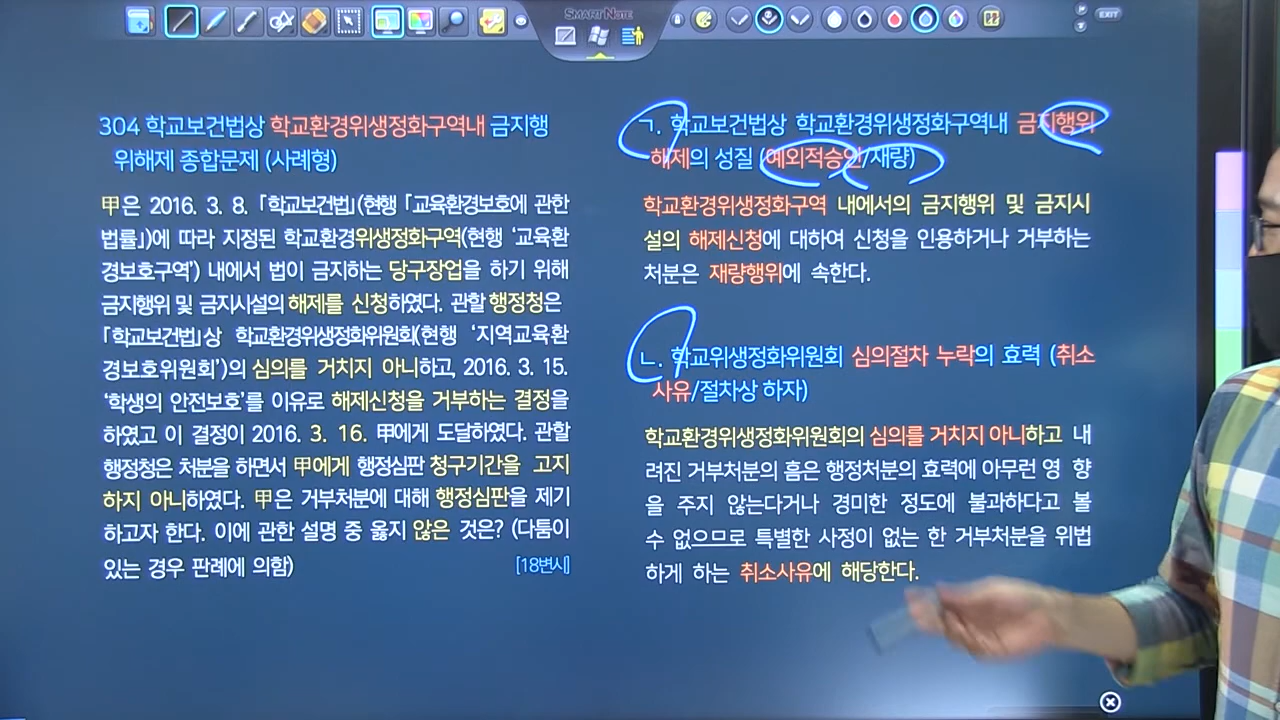 SMARTNOTE
EXIT
304 학교보건법상 학교환경위생정화구역내 금지행
위해제 종합문제 (사례형)
甲은 2016. 3. 8. 「학교보건법」(현행 「교육환경보호에 관한
법률」)에 따라 지정된 학교환경위생정화구역(현행 ‘교육환
경보호구역’) 내에서 법이 금지하는 당구장업을 하기 위해
금지행위 및 금지시설의 해제를 신청하였다. 관할 행정청은
「학교보건법」상 학교환경위생정화위원회(현행 ‘지역교육환
경보호위원회’)의 심의를 거치지 아니하고, 2016. 3. 15.
‘학생의 안전보호’를 이유로 해제신청을 거부하는 결정을
하였고 이 결정이 2016. 3. 16. 甲에게 도달하였다. 관할
행정청은 처분을 하면서 甲에게 행정심판 청구기간을 고지
하지 아니하였다. 甲은 거부처분에 대해 행정심판을 제기
하고자 한다. 이에 관한 설명 중 옳지 않은 것은? (다툼이
있는 경우 판례에 의함)
[18변시]
ㄱ. 학교보건법상 학교환경위생정화구역내 금지행위
해제의 성질 (예외적승인/재량)
학교환경위생정화구역 내에서의 금지행위 및 금지시
설의 해제신청에 대하여 신청을 인용하거나 거부하는
처분은 재량행위에 속한다.
ㄴ. 학교위생정화위원회 심의절차 누락의 효력 (취소
사유/절차상 하자)
학교환경위생정화위원회의 심의를 거치지 아니하고 내
려진 거부처분의 흠은 행정처분의 효력에 아무런 영 향
을 주지 않는다거나 경미한 정도에 불과하다고 볼
수 없으므로 특별한 사정이 없는 한 거부처분을 위법
하게 하는 취소사유에 해당한다.